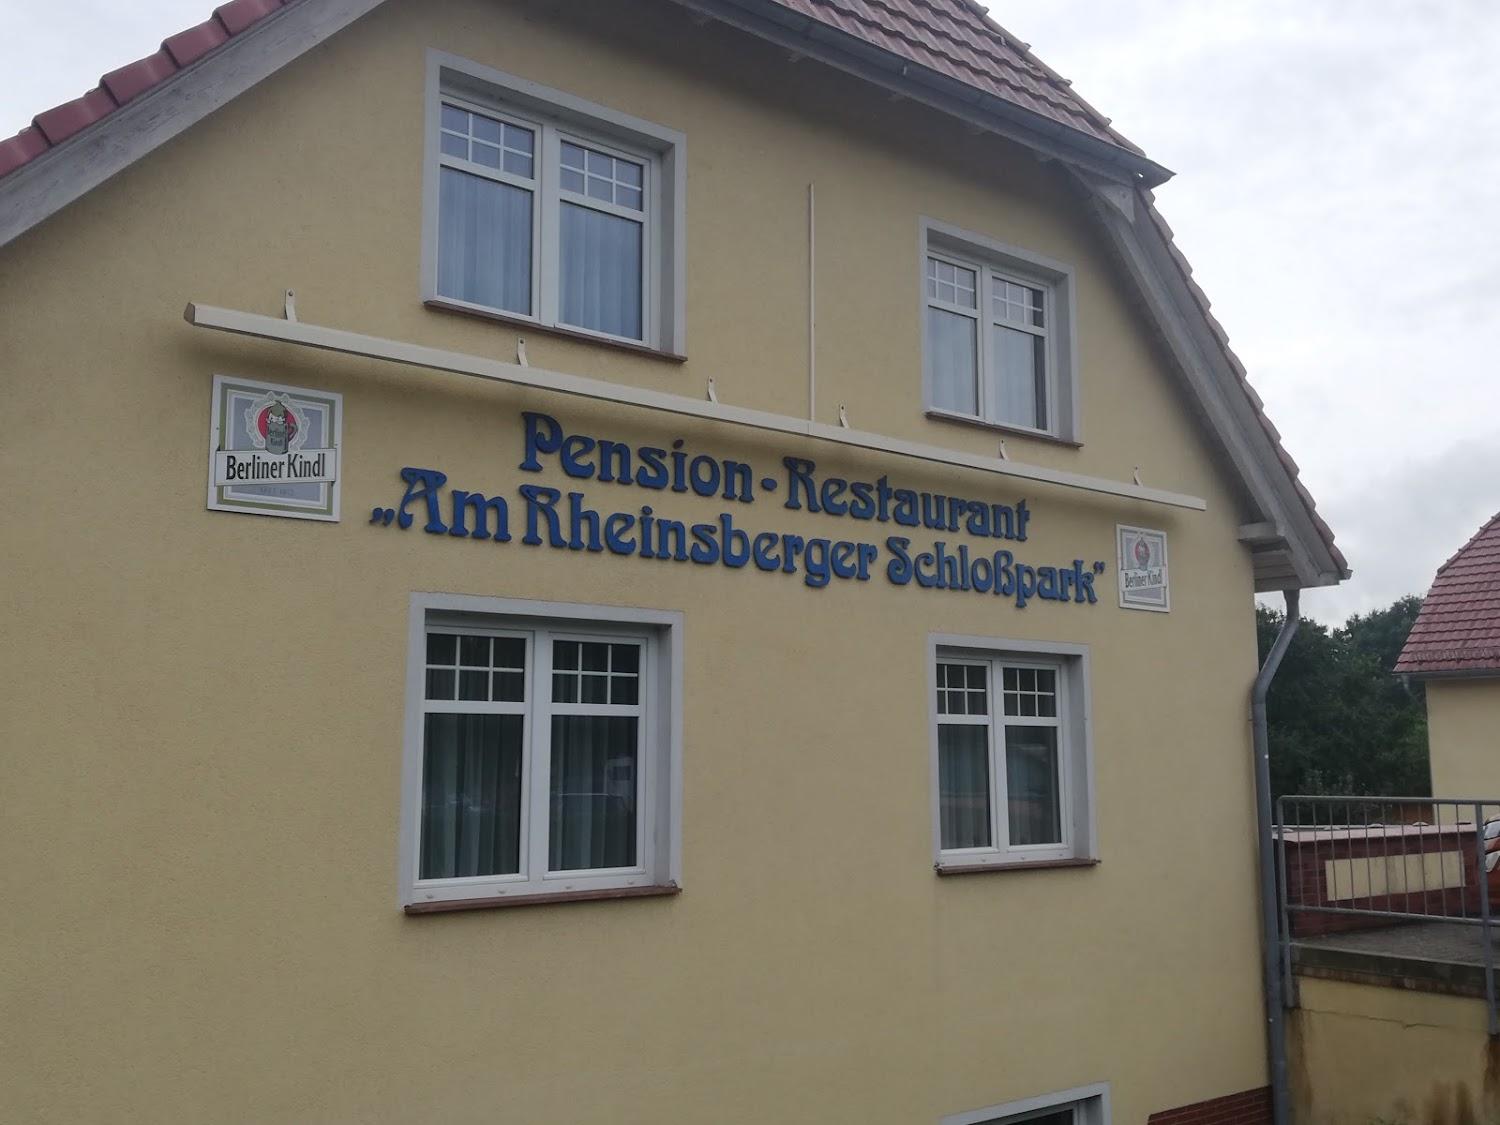 Pension-Restaurant
„Am Rheinsberger Schloßpark”
Berliner Kindl
Berliner Kindl